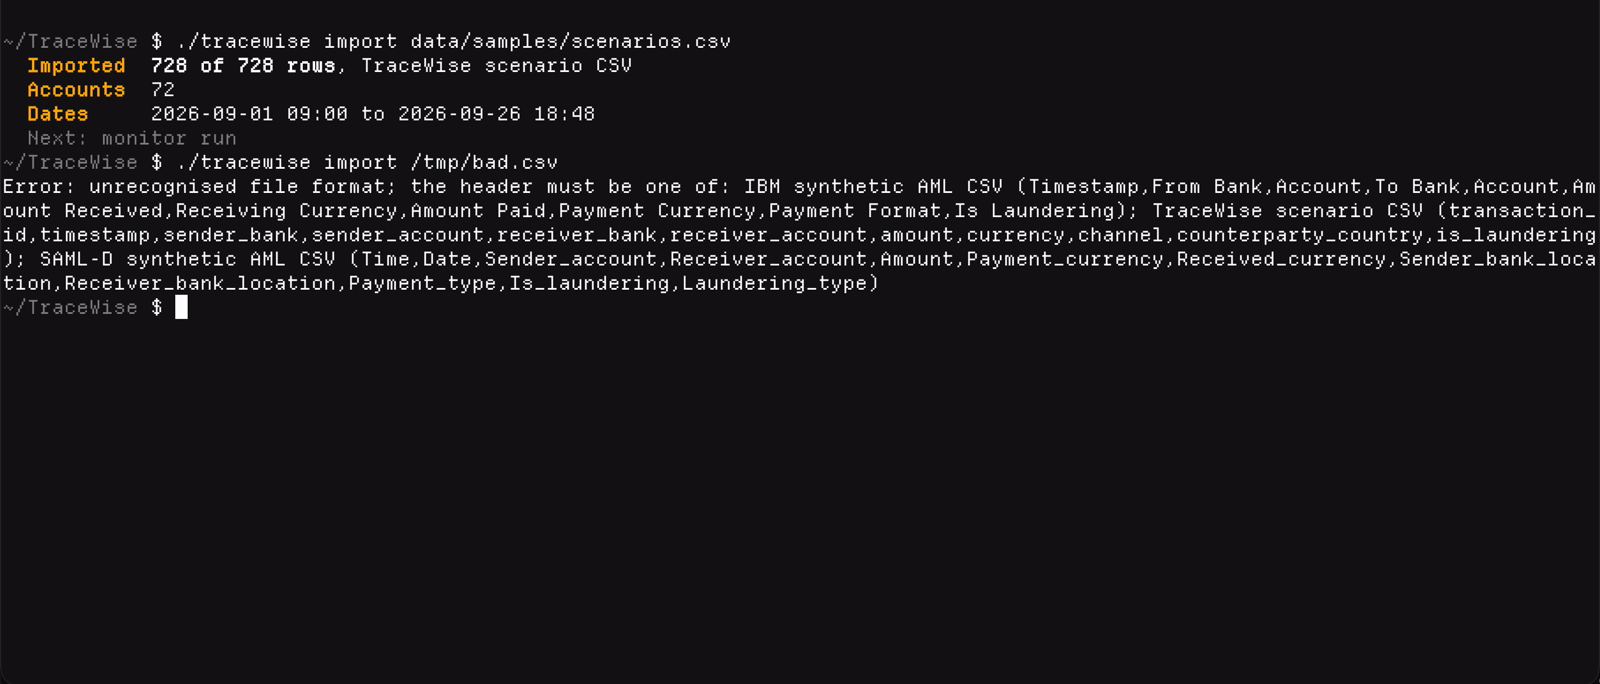 ~/TraceWise $ ./tracewise import data/samples/scenarios.csv
Imported 728 of 728 rows, TraceWise scenario CSV
Accounts 72
Dates 2026-09-01 09:00 to 2026-09-26 18:48
Next: monitor run
~/TraceWise $ ./tracewise import /tmp/bad.csv
Error: unrecognised file format; the header must be one of: IBM synthetic AML CSV (Timestamp,From Bank,Account,To Bank,Account,Am
ount Received,Receiving Currency,Amount Paid,Payment Currency,Payment Format,Is Laundering); TraceWise scenario CSV (transaction_
id,timestamp,sender_bank,sender_account,receiver_bank,receiver_account,amount,currency,channel,counterparty_country,is_laundering
); SAML-D synthetic AML CSV (Time,Date,Sender_account,Receiver_account,Amount,Payment_currency,Received_currency,Sender_bank_loca
tion,Receiver_bank_location,Payment_type,Is_laundering,Laundering_type)
~/TraceWise $